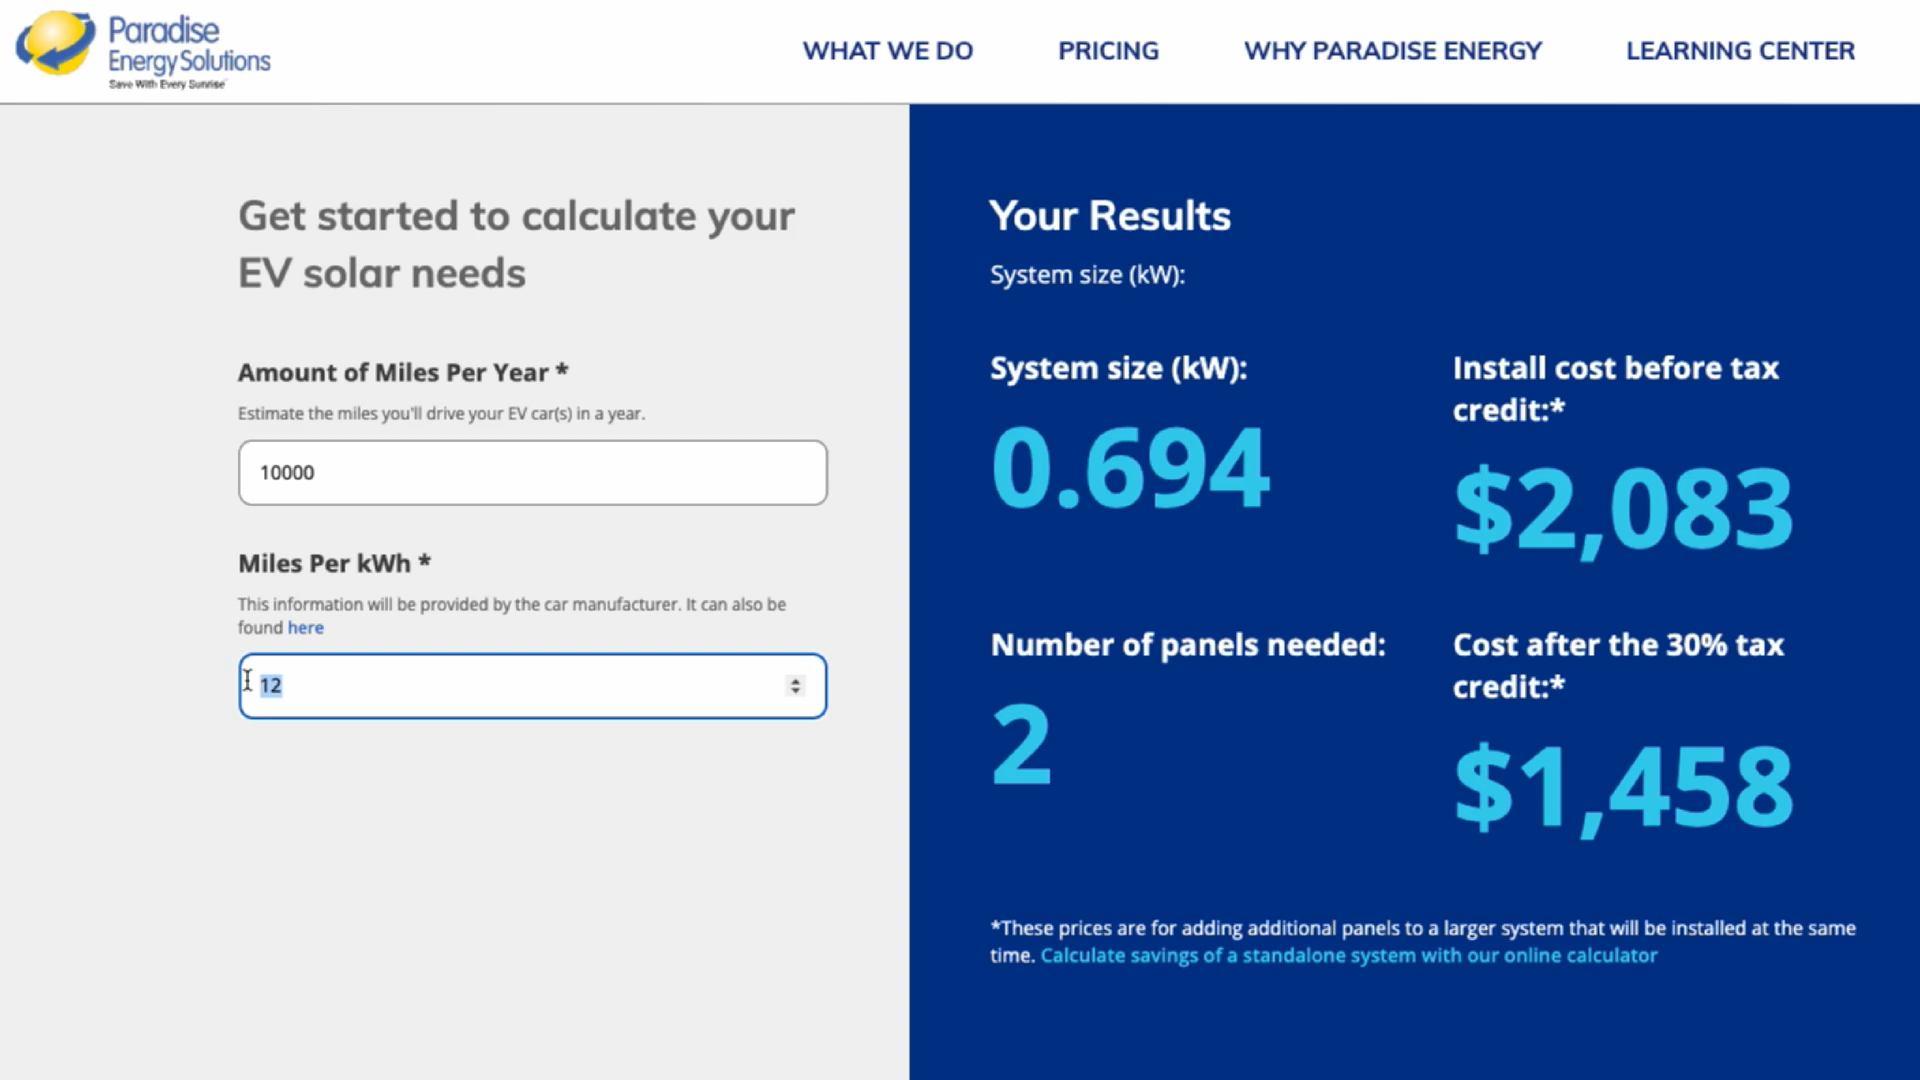 Paradise
Energy Solutions
Save With Every Sunrise
WHAT WE DO
PRICING
WHY PARADISE ENERGY
LEARNING CENTER
Get started to calculate your
EV solar needs
Amount of Miles Per Year *
Estimate the miles you'll drive your EV car(s) in a year.
10000
Miles Per kWh *
This information will be provided by the car manufacturer. It can also be
found here
12
Your Results
System size (kW):
System size (kW):
0.694
Install cost before tax
credit:*
$2,083
Number of panels needed:
2
Cost after the 30% tax
credit:*
$1,458
*These prices are for adding additional panels to a larger system that will be installed at the same
time. Calculate savings of a standalone system with our online calculator